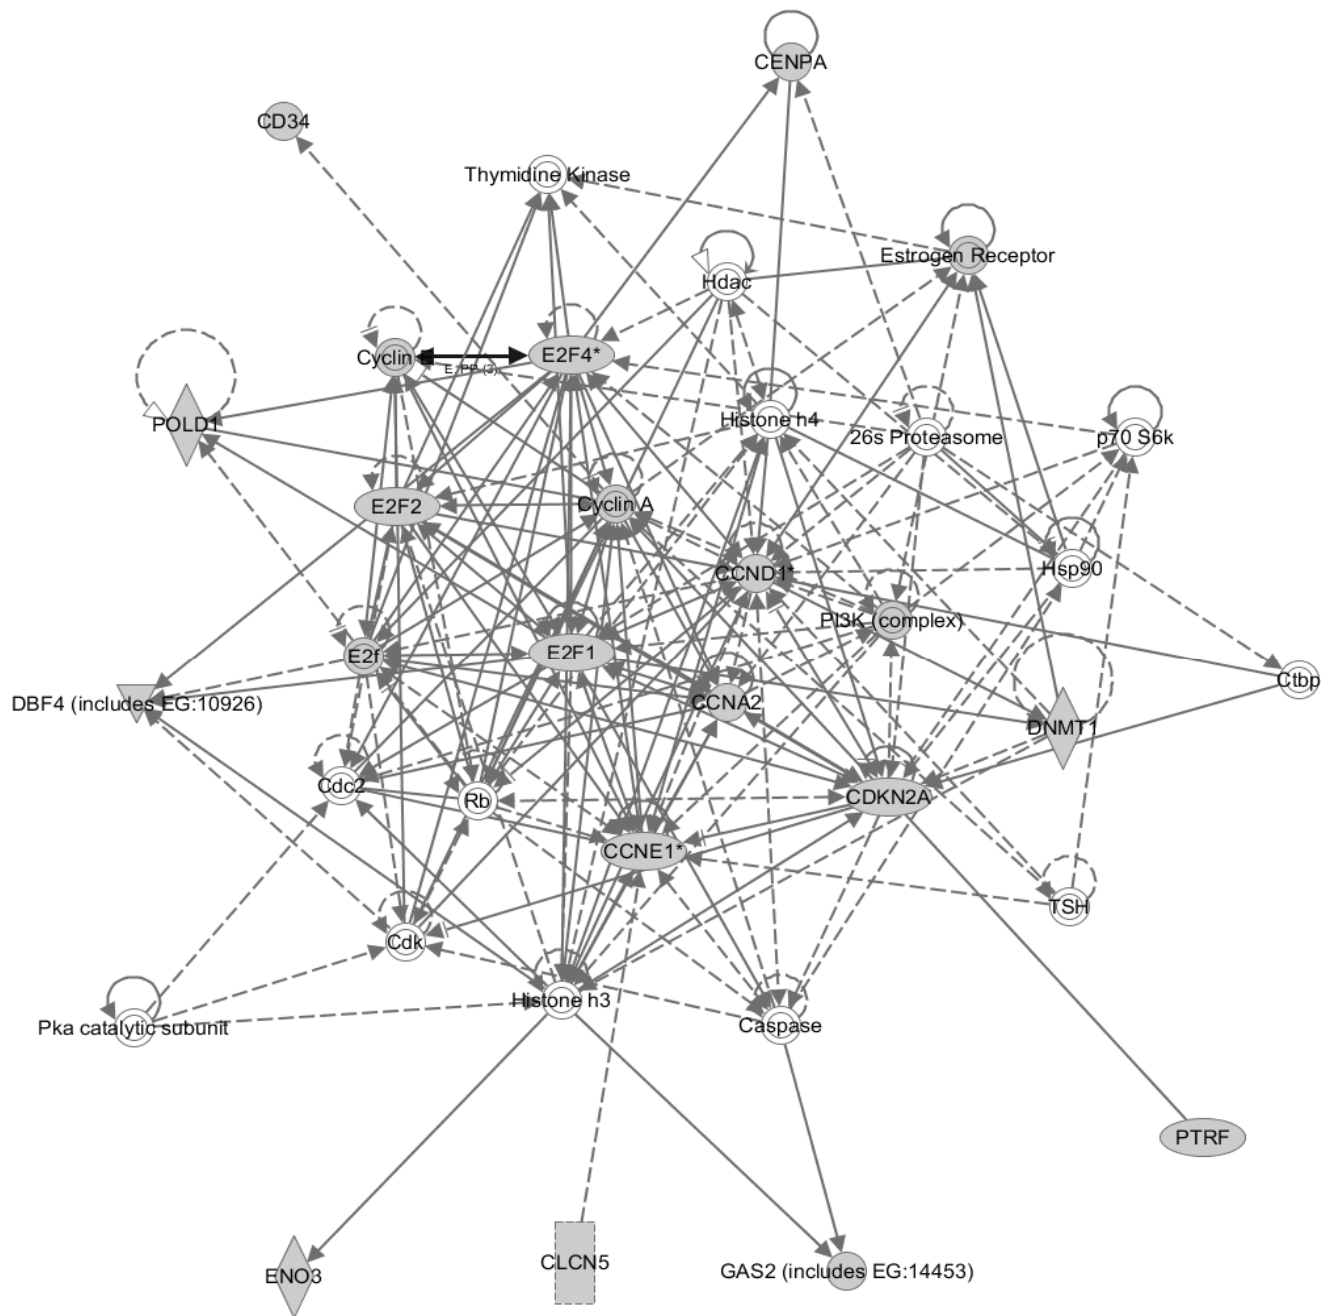 CENPA
CD34
Thymidine Kinase
Estrogen Receptor
Hdac
Cyclin E
E2F4*
E: PP (3)
POLD1
Histone h4
26s Proteasome
p70 S6k
E2F2
Cyclin A
CCND1*
Hsp90
PI3K (complex)
E2f
E2F1
Ctbp
DBF4 (includes EG:10926)
CCNA2
DNMT1
Cdc2
Rb
CDKN2A
CCNE1*
TSH
Cdk
Histone h3
Pka catalytic subunit
Caspase
PTRF
CLCN5
ENO3
GAS2 (includes EG:14453)